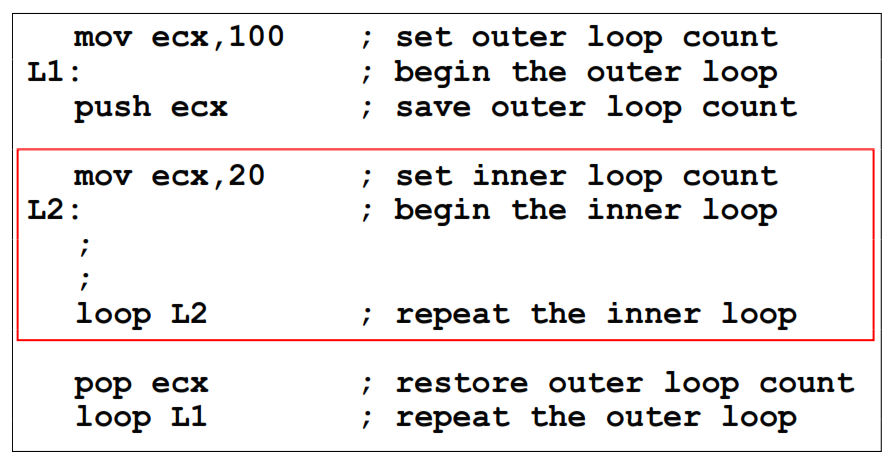 mov ecx,100 ; set outer loop count
L1: ; begin the outer loop
push ecx ; save outer loop count
mov ecx,20 ; set inner loop count
L2: ; begin the inner loop
;
;
loop L2 ; repeat the inner loop
pop ecx ; restore outer loop count
loop L1 ; repeat the outer loop